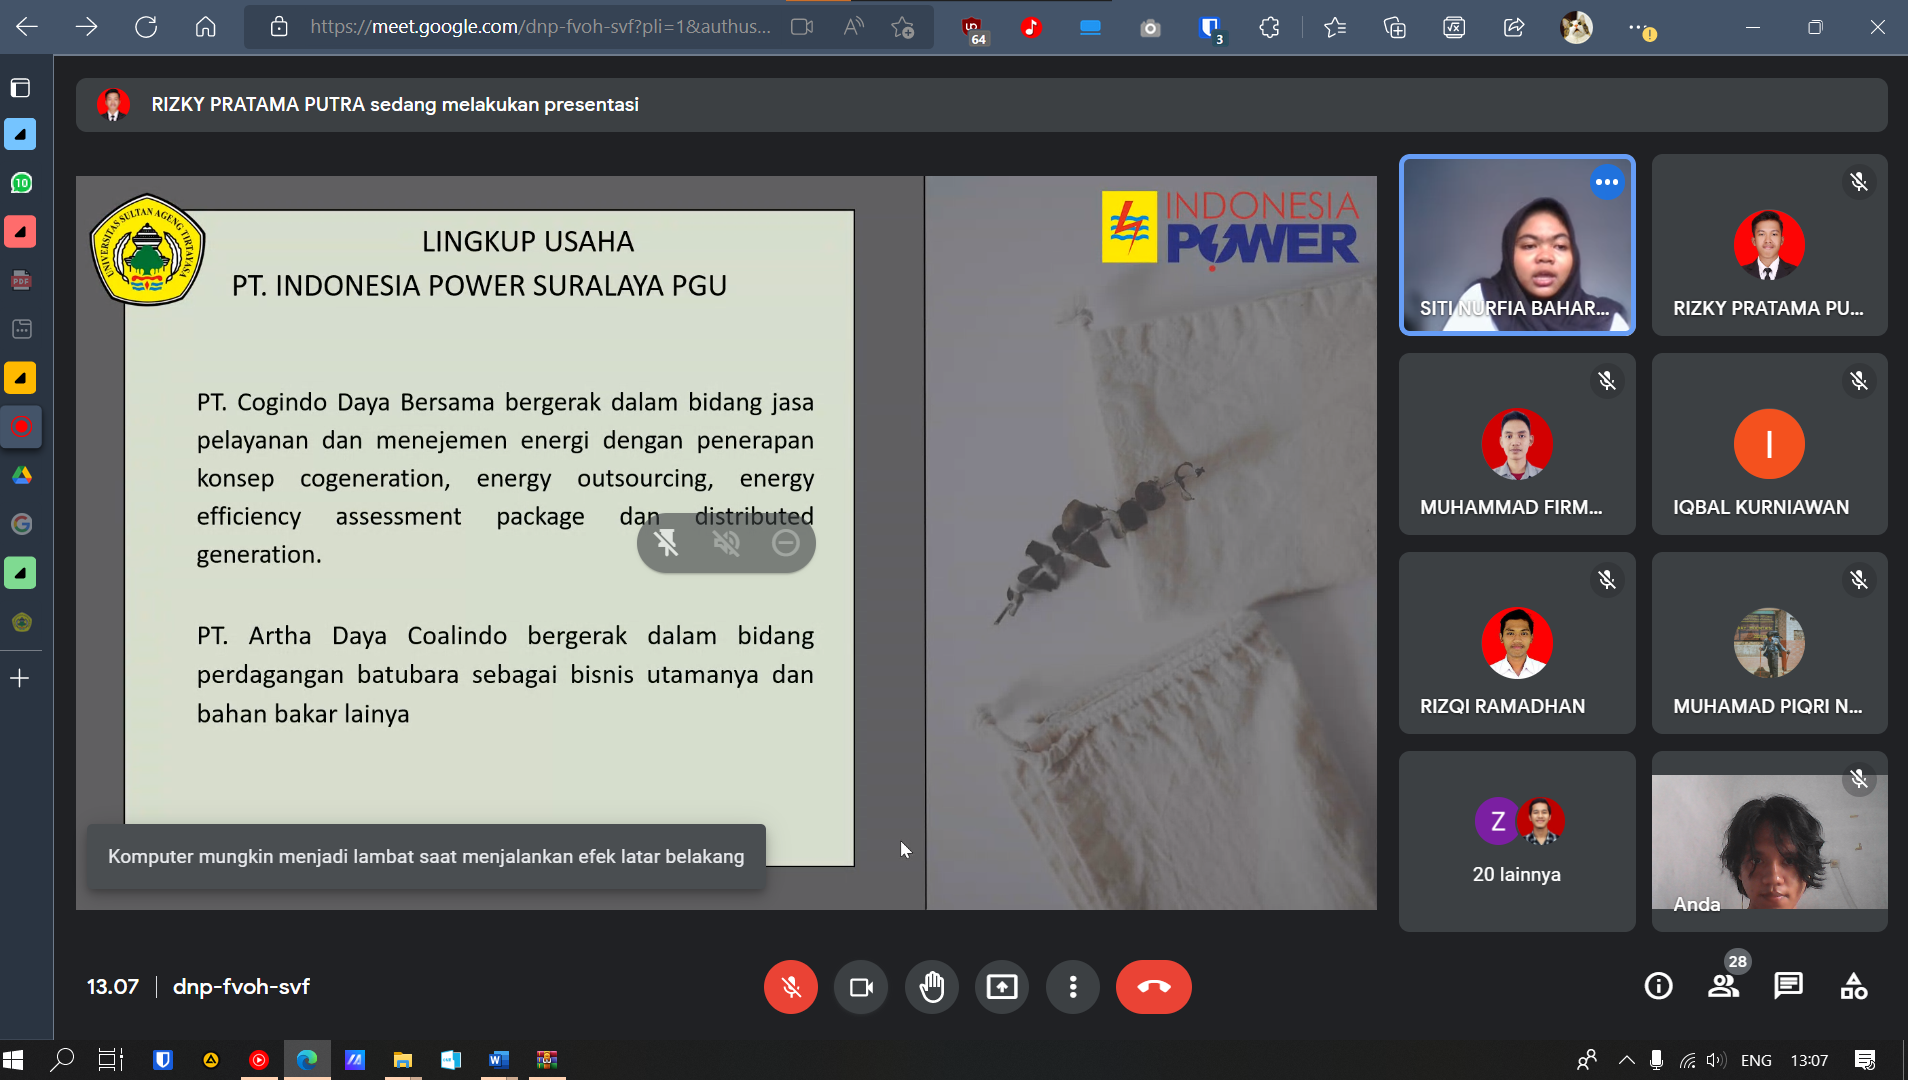 https://meet.google.com/dnp-fvoh-svf?pli=1&authus...
64
3
10
PDF
RIZKY PRATAMA PUTRA sedang melakukan presentasi
UNIVERSITAS SULTAN AGENG TIRTAYASA
LINGKUP USAHA
PT. INDONESIA POWER SURALAYA PGU
PT. Cogindo Daya Bersama bergerak dalam bidang jasa
pelayanan dan menejemen energi dengan penerapan
konsep cogeneration, energy outsourcing, energy
efficiency assessment package dan distributed
generation.
PT. Artha Daya Coalindo bergerak dalam bidang
perdagangan batubara sebagai bisnis utamanya dan
bahan bakar lainya
INDONESIA
POWER
Komputer mungkin menjadi lambat saat menjalankan efek latar belakang
SITI NURFIA BAHAR...
RIZKY PRATAMA PU...
MUHAMMAD FIRM...
I
IQBAL KURNIAWAN
RIZQI RAMADHAN
MUHAMAD PIQRI N...
Z
20 lainnya
Anda
13.07
dnp-fvoh-svf
28
ENG
13:07